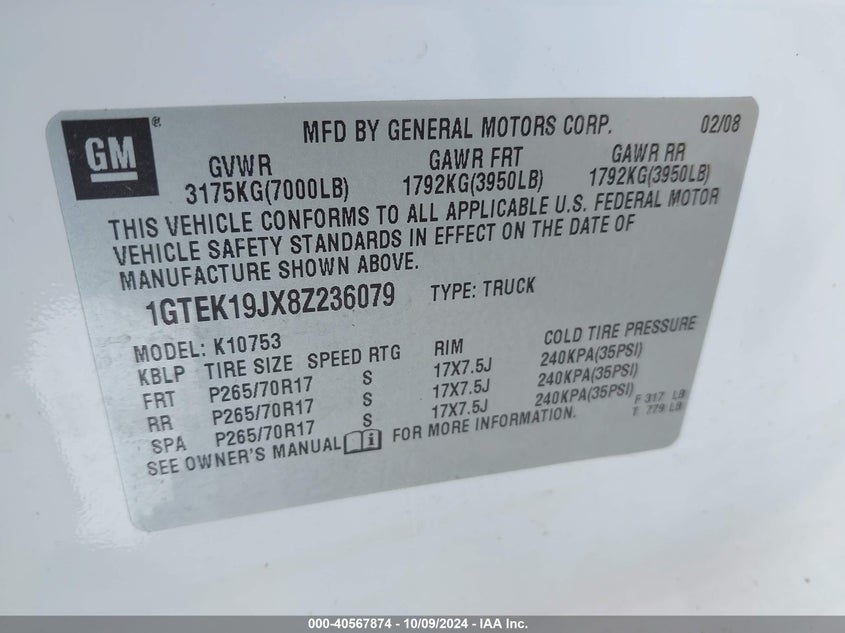 GM®
MFD BY GENERAL MOTORS CORP. 02/08
GVWR GAWR FRT GAWR RR
3175KG(7000LB) 1792KG(3950LB) 1792KG(3950LB)
THIS VEHICLE CONFORMS TO ALL APPLICABLE U.S. FEDERAL MOTOR
VEHICLE SAFETY STANDARDS IN EFFECT ON THE DATE OF
MANUFACTURE SHOWN ABOVE.
1GTEK19JX8Z236079 TYPE: TRUCK
MODEL: K10753
KBLP TIRE SIZE SPEED RTG RIM COLD TIRE PRESSURE
FRT P265/70R17 S 17X7.5J 240KPA(35PSI)
RR P265/70R17 S 17X7.5J 240KPA(35PSI)
SPA P265/70R17 S 17X7.5J 240KPA(35PSI)
SEE OWNER'S MANUAL FOR MORE INFORMATION.
F 317 LB
T 779 LB
000-40567874 | 10/09/2024 - IAA Inc.